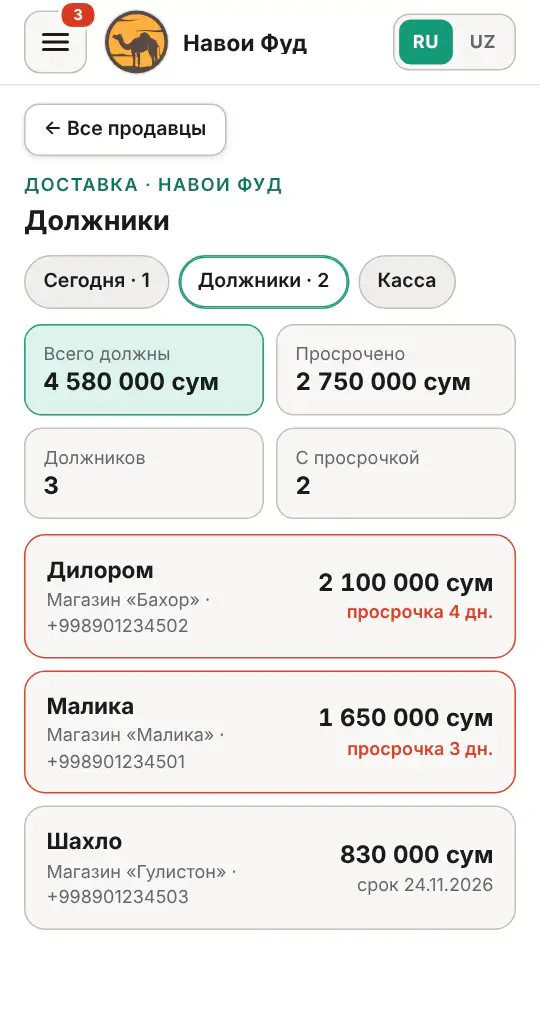 3
Навои Фуд
RU UZ
← Все продавцы
ДОСТАВКА · НАВОИ ФУД
Должники
Сегодня · 1 Должники · 2 Касса
Всего должны
4 580 000 сум
Просрочено
2 750 000 сум
Должников
3
С просрочкой
2
Дилором
Магазин «Бахор» ·
+998901234502
2 100 000 сум
просрочка 4 дн.
Малика
Магазин «Малика» ·
+998901234501
1 650 000 сум
просрочка 3 дн.
Шахло
Магазин «Гулистон» ·
+998901234503
830 000 сум
срок 24.11.2026